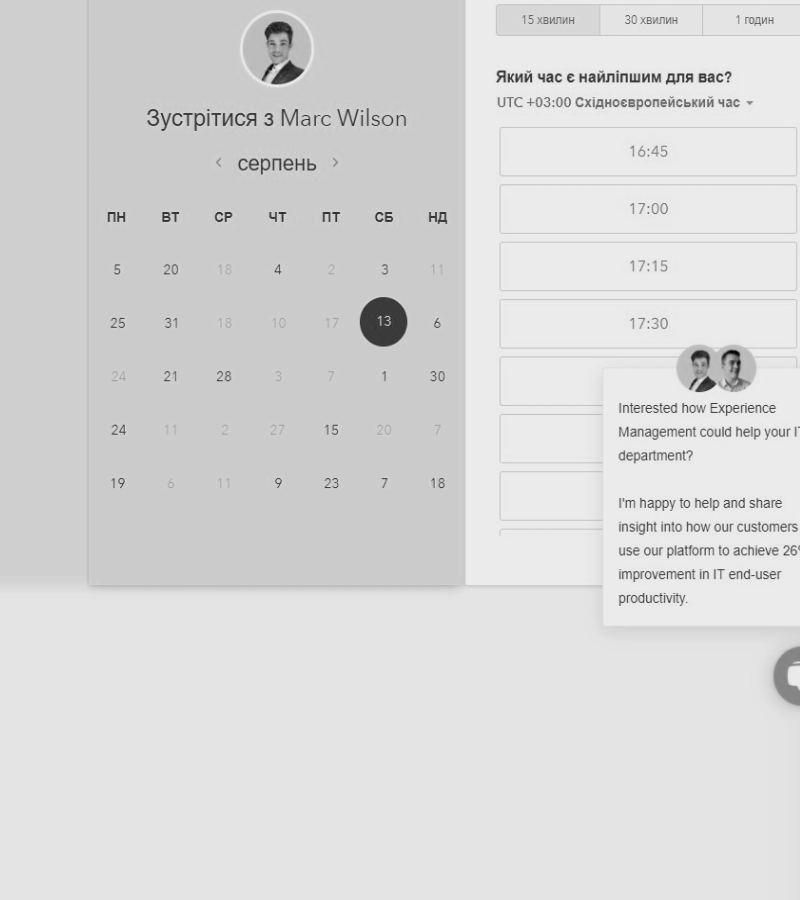 Зустрітися з Marc Wilson
серпень
ПН ВТ СР ЧТ ПТ СБ НД
5 20 18 4 2 3 11
25 31 18 10 17 13 6
24 21 28 3 7 1 30
24 11 2 27 15 20 7
19 6 11 9 23 7 18
15 хвилин 30 хвилин 1 годин
Який час є найліпшим для вас?
UTC +03:00 Східноєвропейський час
16:45
17:00
17:15
17:30
Interested how Experience
Management could help your IT
department?
I'm happy to help and share
insight into how our customers
use our platform to achieve 26%
improvement in IT end-user
productivity.